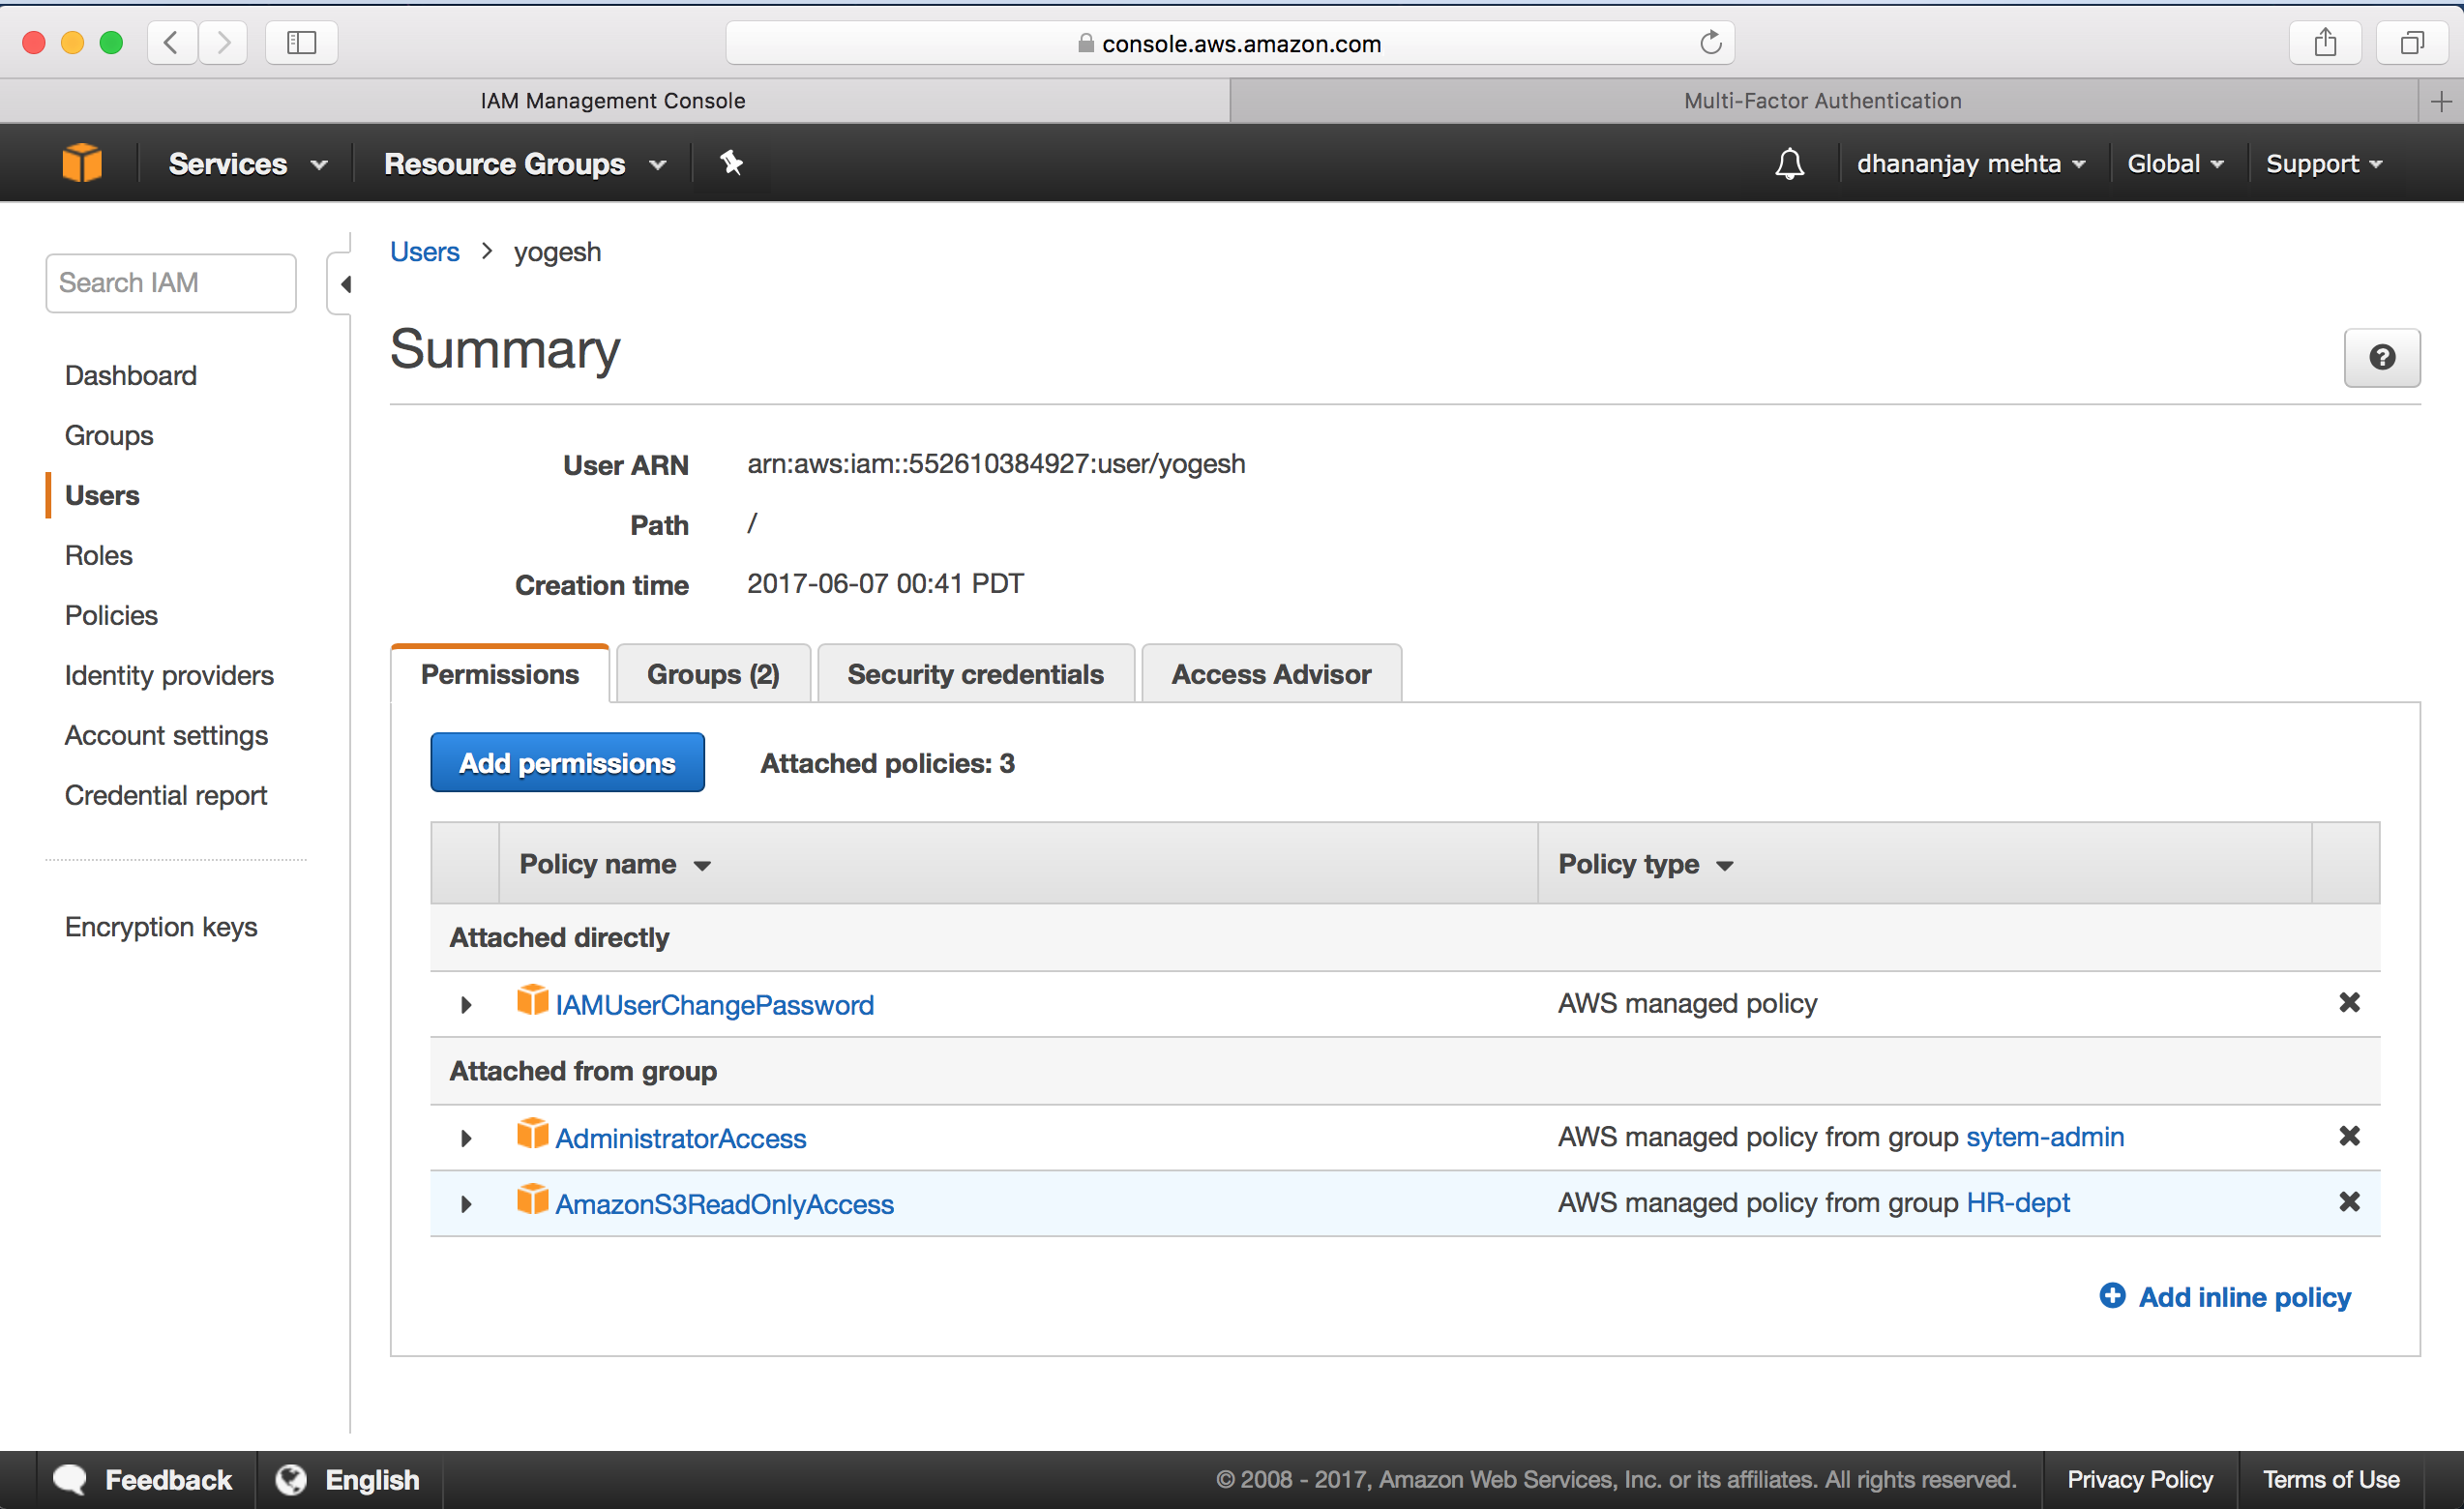 console.aws.amazon.com
IAM Management Console
Multi-Factor Authentication
Services
Resource Groups
dhananjay mehta
Global
Support
Search IAM
Dashboard
Groups
Users
Roles
Policies
Identity providers
Account settings
Credential report
Encryption keys
Users > yogesh
Summary
User ARN arn:aws:iam::552610384927:user/yogesh
Path /
Creation time 2017-06-07 00:41 PDT
Permissions
Groups (2)
Security credentials
Access Advisor
Add permissions
Attached policies: 3
Policy name
Policy type
Attached directly
IAMUserChangePassword AWS managed policy
Attached from group
AdministratorAccess AWS managed policy from group sytem-admin
AmazonS3ReadOnlyAccess AWS managed policy from group HR-dept
Add inline policy
Feedback
English
© 2008 - 2017, Amazon Web Services, Inc. or its affiliates. All rights reserved.
Privacy Policy
Terms of Use